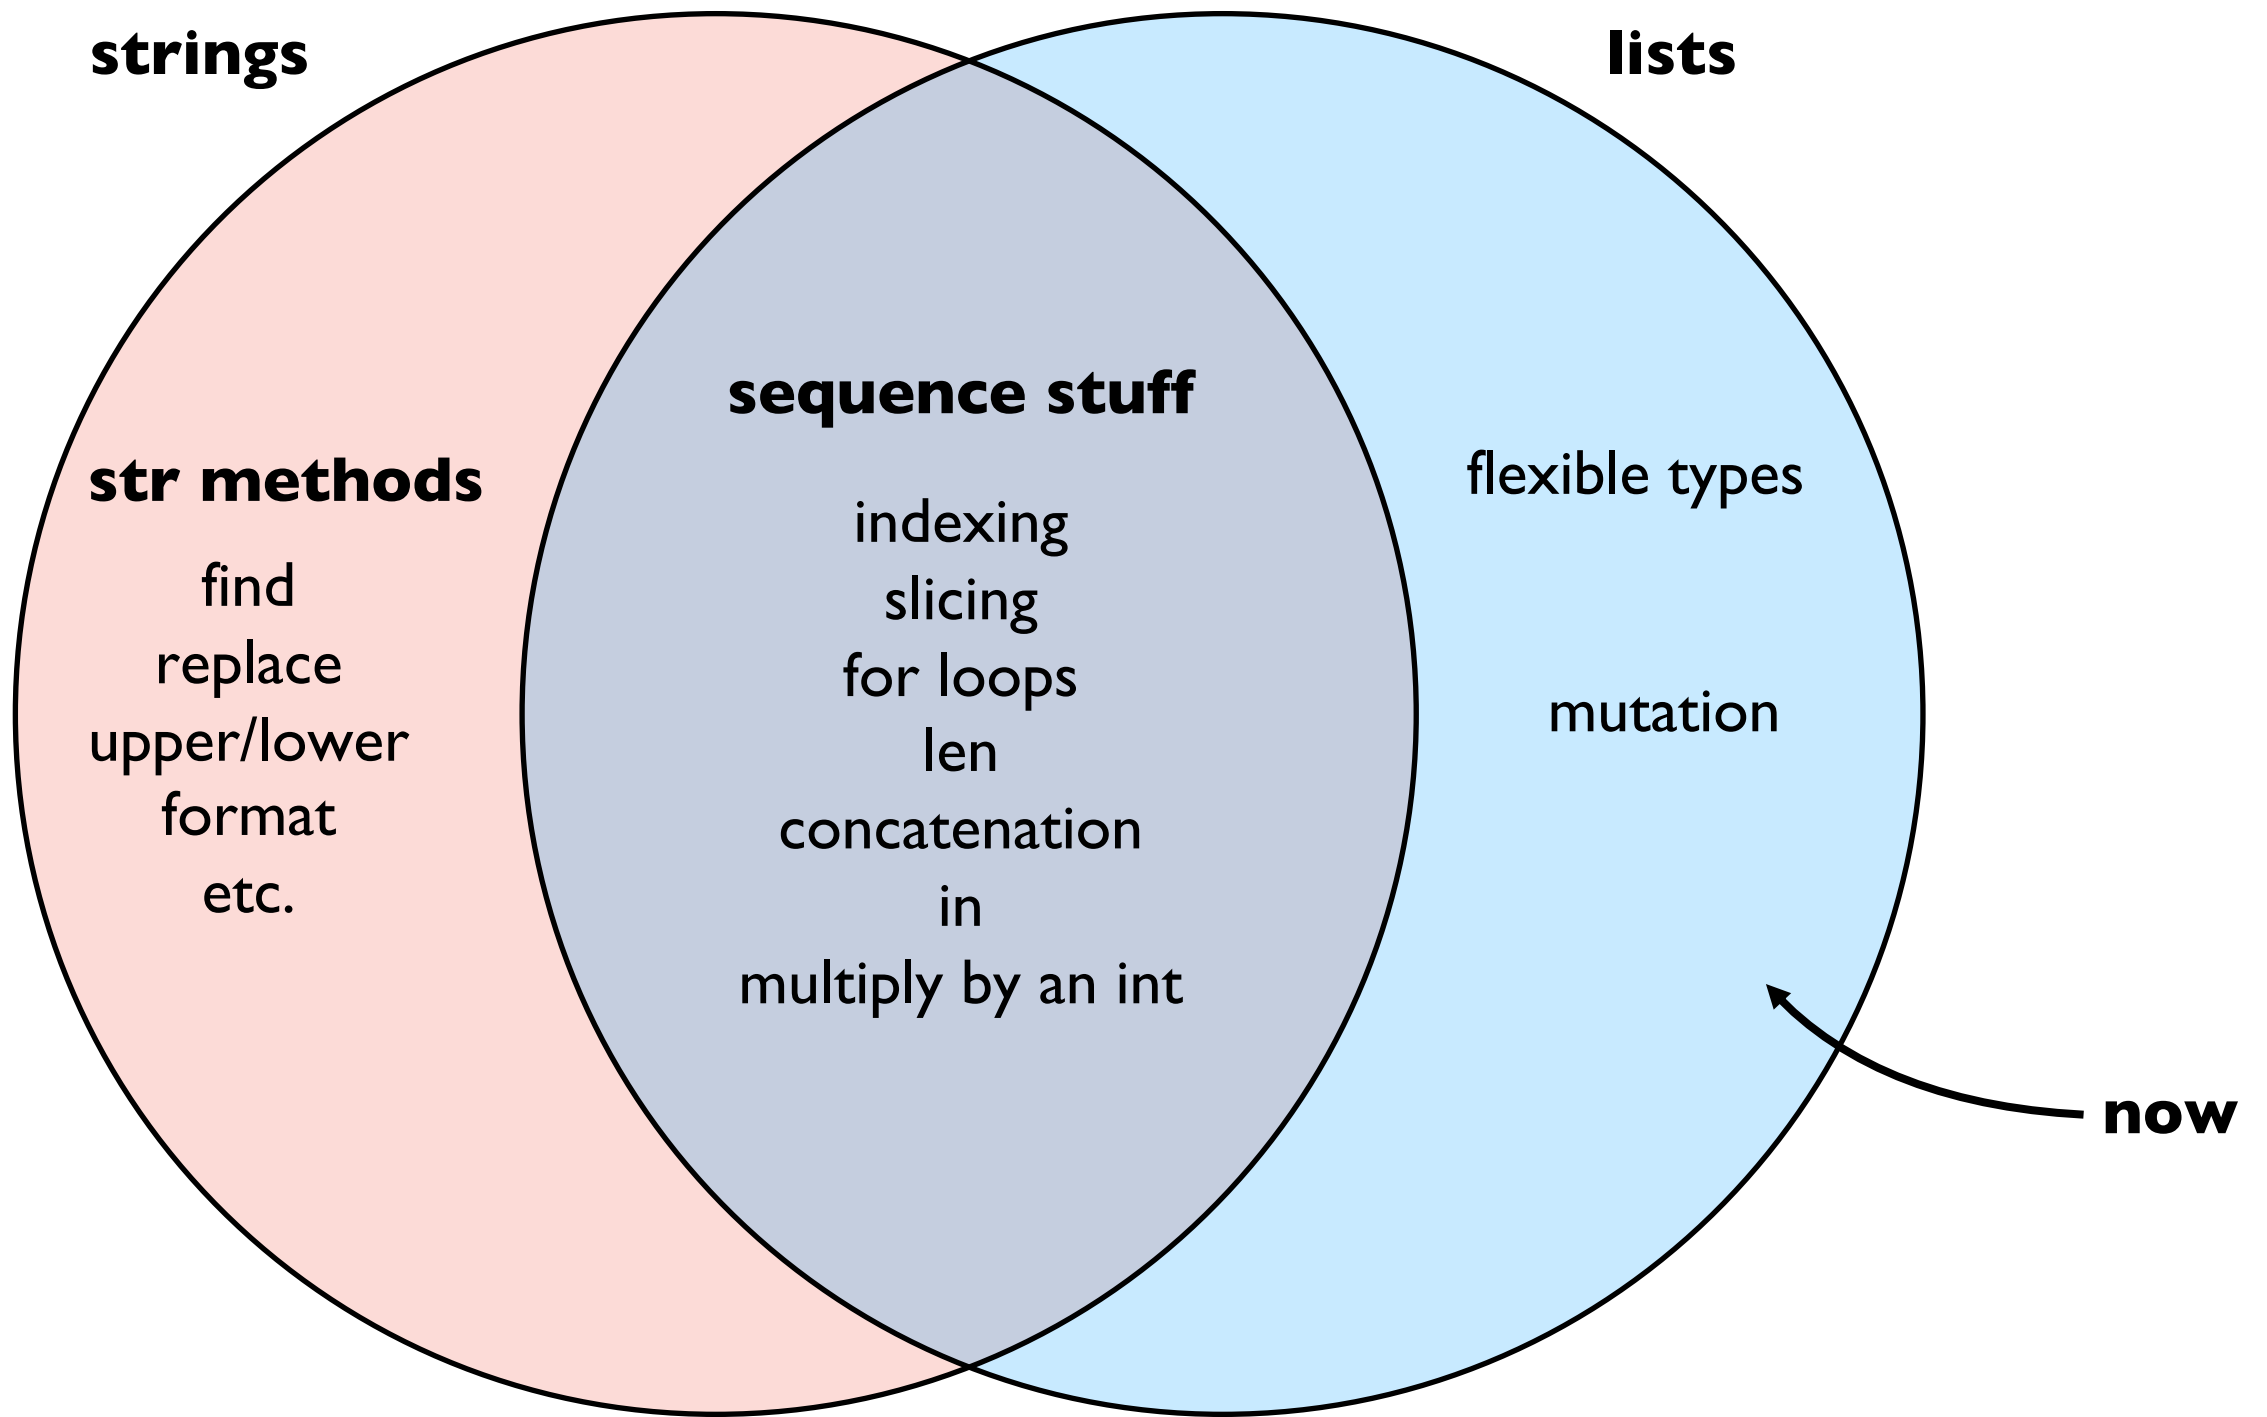 strings
lists
str methods
find
replace
upper/lower
format
etc.
sequence stuff
indexing
slicing
for loops
len
concatenation
in
multiply by an int
flexible types
mutation
now